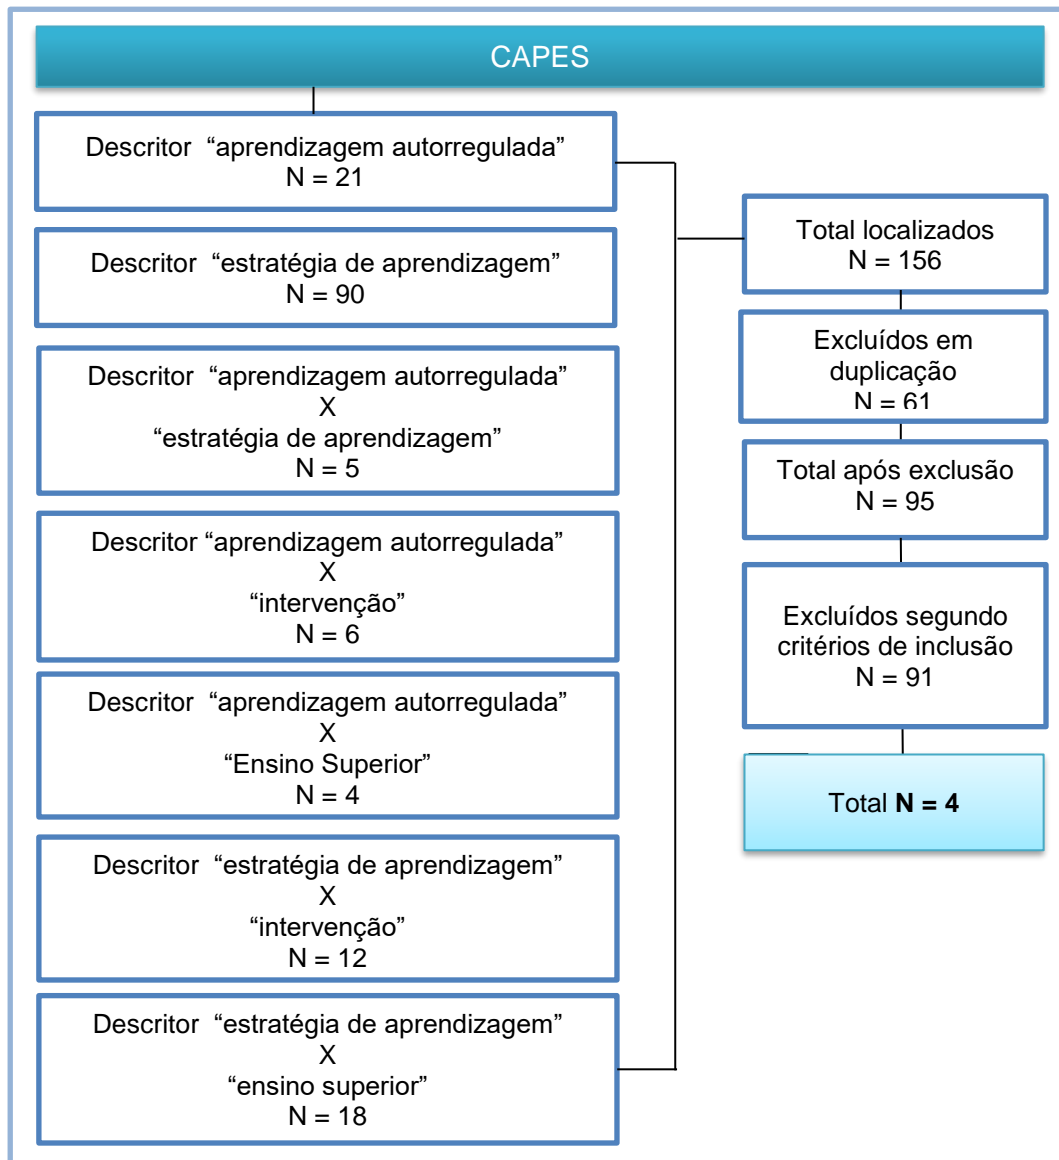 CAPES
Descritor “aprendizagem autorregulada”
N = 21
Descritor “estratégia de aprendizagem”
N = 90
Descritor “aprendizagem autorregulada”
X
“estratégia de aprendizagem”
N = 5
Descritor “aprendizagem autorregulada”
X
“intervenção”
N = 6
Descritor “aprendizagem autorregulada”
X
“Ensino Superior”
N = 4
Descritor “estratégia de aprendizagem”
X
“intervenção”
N = 12
Descritor “estratégia de aprendizagem”
X
“ensino superior”
N = 18
Total localizados
N = 156
Excluídos em
duplicação
N = 61
Total após exclusão
N = 95
Excluídos segundo
critérios de inclusão
N = 91
Total N = 4